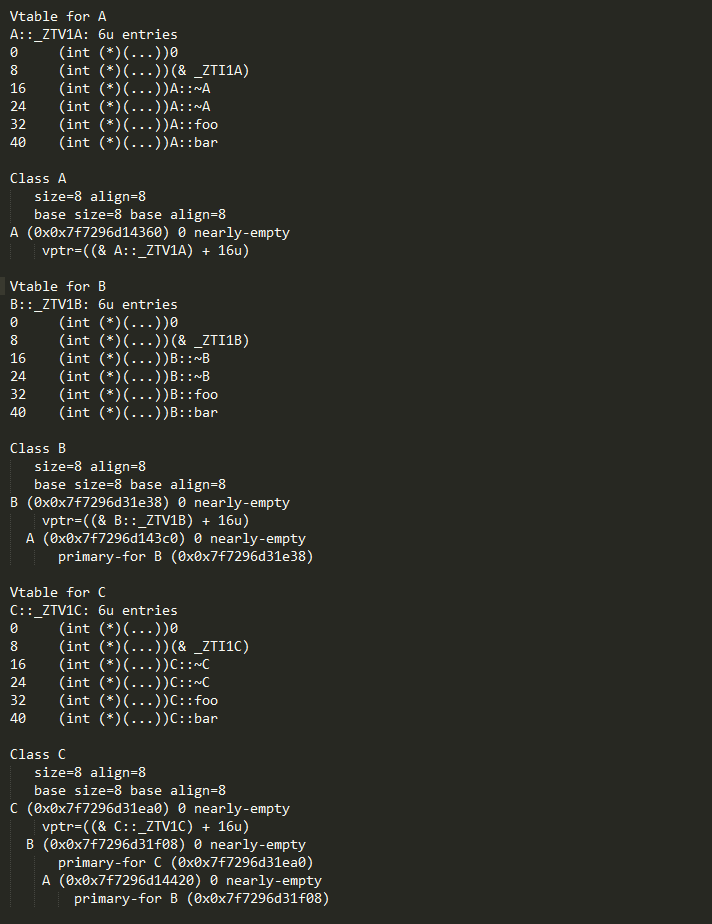 Vtable for A
A::_ZTV1A: 6u entries
0     (int (*)(...))0
8     (int (*)(...))(& _ZTI1A)
16    (int (*)(...))A::~A
24    (int (*)(...))A::~A
32    (int (*)(...))A::foo
40    (int (*)(...))A::bar

Class A
   size=8 align=8
   base size=8 base align=8
A (0x0x7f7296d14360) 0 nearly-empty
    vptr=((& A::_ZTV1A) + 16u)

Vtable for B
B::_ZTV1B: 6u entries
0     (int (*)(...))0
8     (int (*)(...))(& _ZTI1B)
16    (int (*)(...))B::~B
24    (int (*)(...))B::~B
32    (int (*)(...))B::foo
40    (int (*)(...))B::bar

Class B
   size=8 align=8
   base size=8 base align=8
B (0x0x7f7296d31e38) 0 nearly-empty
    vptr=((& B::_ZTV1B) + 16u)
  A (0x0x7f7296d143c0) 0 nearly-empty
      primary-for B (0x0x7f7296d31e38)

Vtable for C
C::_ZTV1C: 6u entries
0     (int (*)(...))0
8     (int (*)(...))(& _ZTI1C)
16    (int (*)(...))C::~C
24    (int (*)(...))C::~C
32    (int (*)(...))C::foo
40    (int (*)(...))C::bar

Class C
   size=8 align=8
   base size=8 base align=8
C (0x0x7f7296d31ea0) 0 nearly-empty
    vptr=((& C::_ZTV1C) + 16u)
  B (0x0x7f7296d31f08) 0 nearly-empty
      primary-for C (0x0x7f7296d31ea0)
    A (0x0x7f7296d14420) 0 nearly-empty
        primary-for B (0x0x7f7296d31f08)